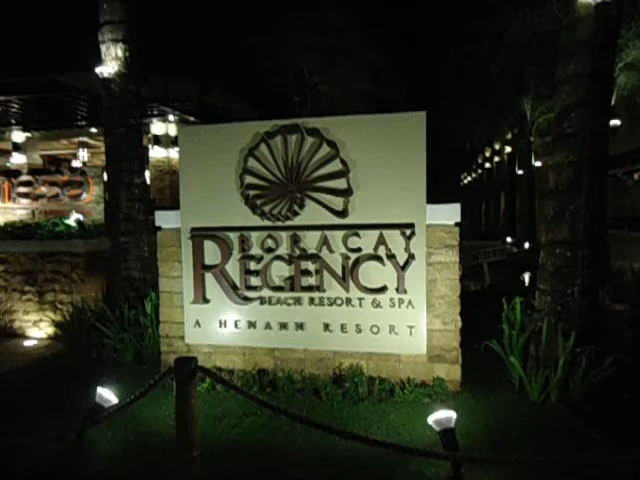 BORACAY
REGENCY
BEACH RESORT & SPA
A HENANN RESORT